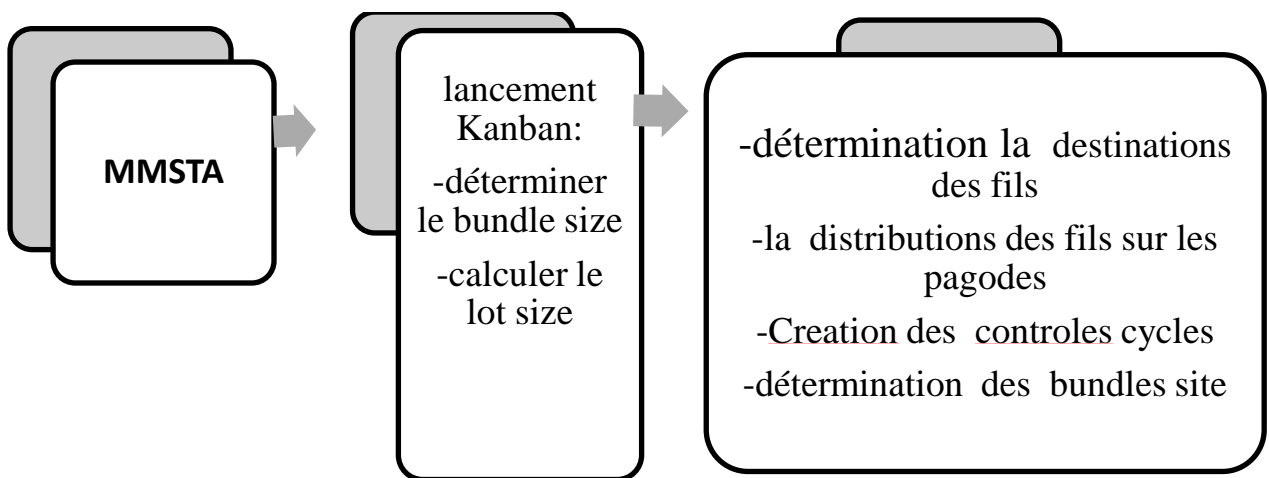 MMSTA
lancement
Kanban:
-déterminer
le bundle size
-calculer le
lot size
-détermination la destinations
des fils
-la distributions des fils sur les
pagodes
-Creation des controles cycles
-détermination des bundles site